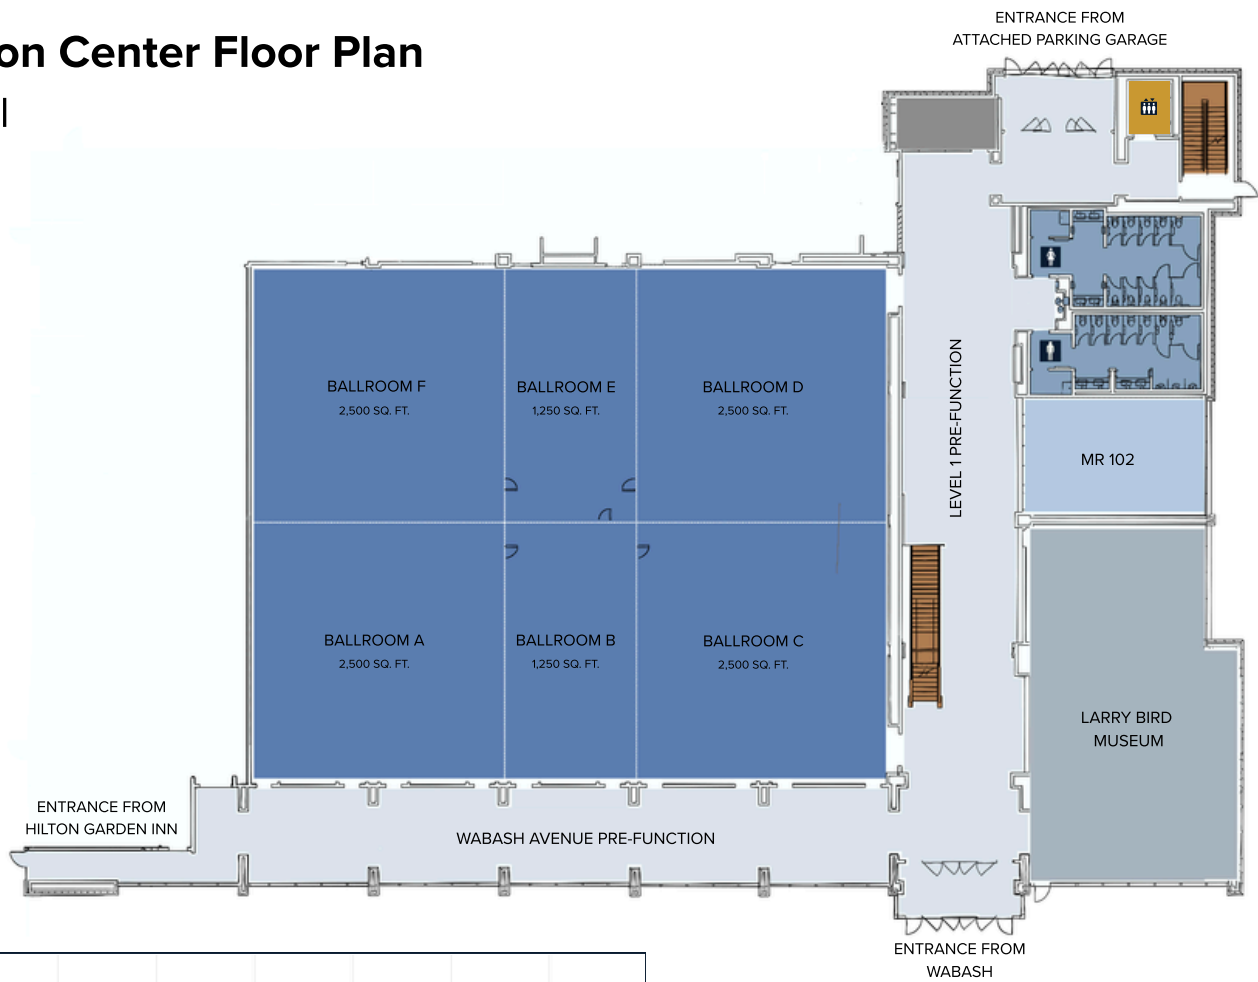 on Center Floor Plan
ENTRANCE FROM
ATTACHED PARKING GARAGE
BALLROOM F
2,500 SQ. FT.
BALLROOM E
1,250 SQ. FT.
BALLROOM D
2,500 SQ. FT.
LEVEL 1 PRE-FUNCTION
MR 102
BALLROOM A
2,500 SQ. FT.
BALLROOM B
1,250 SQ. FT.
BALLROOM C
2,500 SQ. FT.
LARRY BIRD
MUSEUM
ENTRANCE FROM
HILTON GARDEN INN
WABASH AVENUE PRE-FUNCTION
ENTRANCE FROM
WABASH